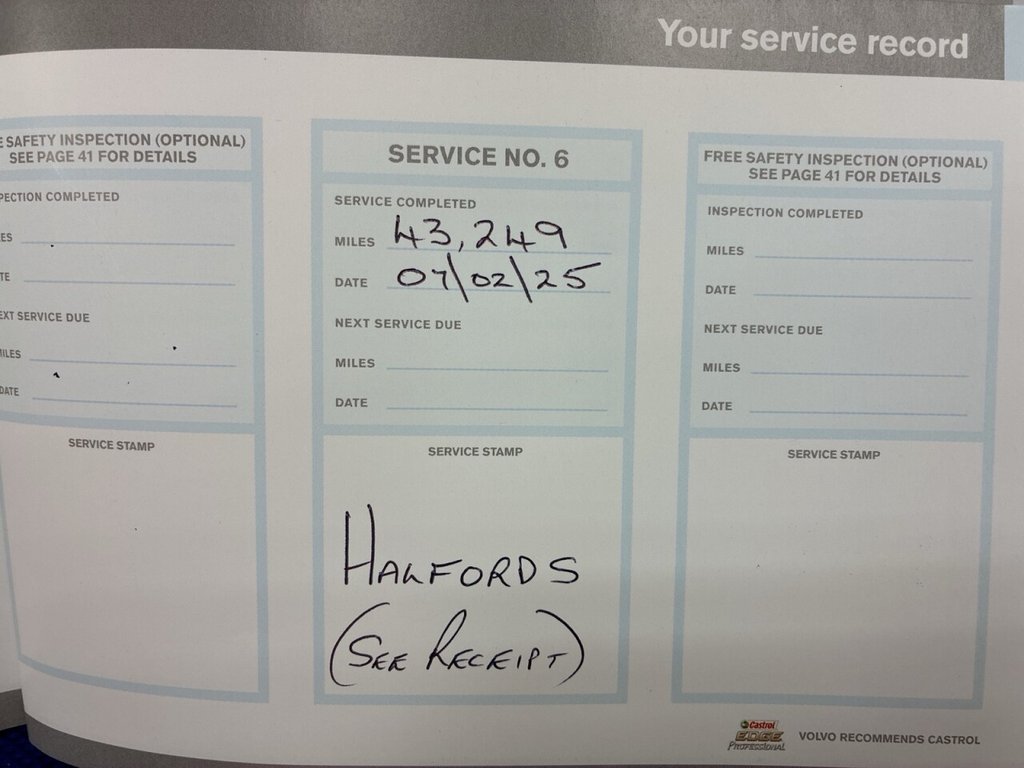 Your service record
E SAFETY INSPECTION (OPTIONAL)
SEE PAGE 41 FOR DETAILS
PECTION COMPLETED
ES
TE
EXT SERVICE DUE
MILES
DATE
SERVICE STAMP
SERVICE NO. 6
SERVICE COMPLETED
MILES 43,249
DATE 07/02/25
NEXT SERVICE DUE
MILES
DATE
SERVICE STAMP
HALFORDS
(SEE RECEIPT)
FREE SAFETY INSPECTION (OPTIONAL)
SEE PAGE 41 FOR DETAILS
INSPECTION COMPLETED
MILES
DATE
NEXT SERVICE DUE
MILES
DATE
SERVICE STAMP
Castrol
EDGE
PROFESSIONAL
VOLVO RECOMMENDS CASTROL